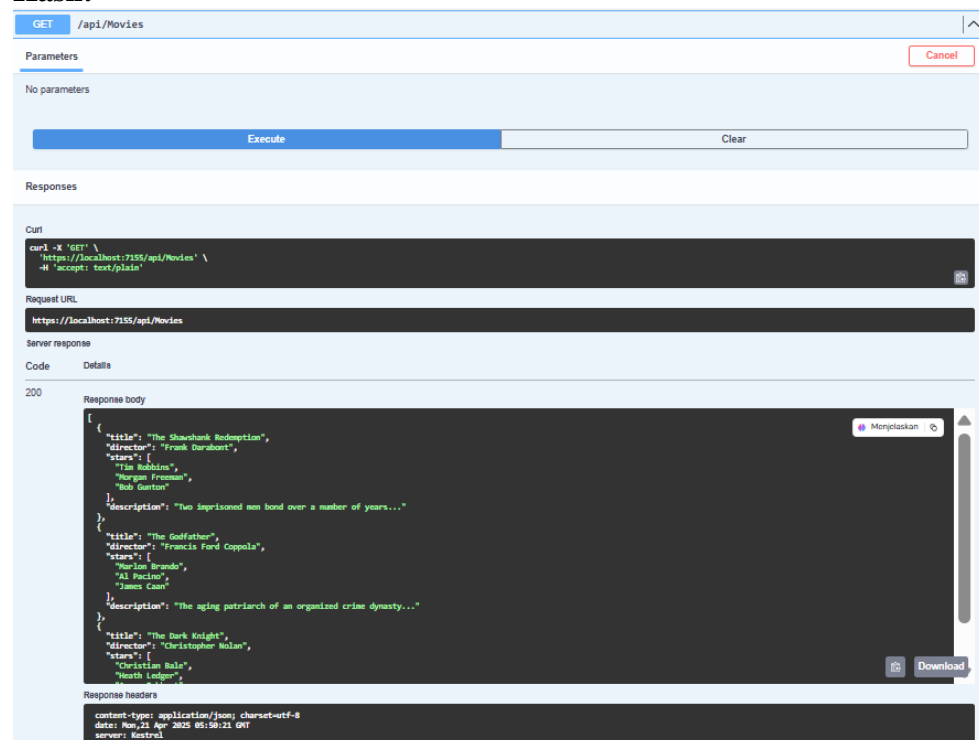 GET /api/Movies
Parameters
Cancel
No parameters
Execute
Clear
Responses
Curl
curl -X 'GET' \
'https://localhost:7155/api/Movies' \
-H 'accept: text/plain'
Request URL
https://localhost:7155/api/Movies
Server response
Code Details
200
Response body
[
{
"title": "The Shawshank Redemption",
"director": "Frank Darabont",
"stars": [
"Tim Robbins",
"Morgan Freeman",
"Bob Gunton"
],
"description": "Two imprisoned men bond over a number of years..."
},
{
"title": "The Godfather",
"director": "Francis Ford Coppola",
"stars": [
"Marlon Brando",
"Al Pacino",
"James Caan"
],
"description": "The aging patriarch of an organized crime dynasty..."
},
{
"title": "The Dark Knight",
"director": "Christopher Nolan",
"stars": [
"Christian Bale",
"Heath Ledger",
Menjelaskan
Download
Response headers
content-type: application/json; charset=utf-8
date: Mon,21 Apr 2025 05:50:21 GMT
server: Kestrel